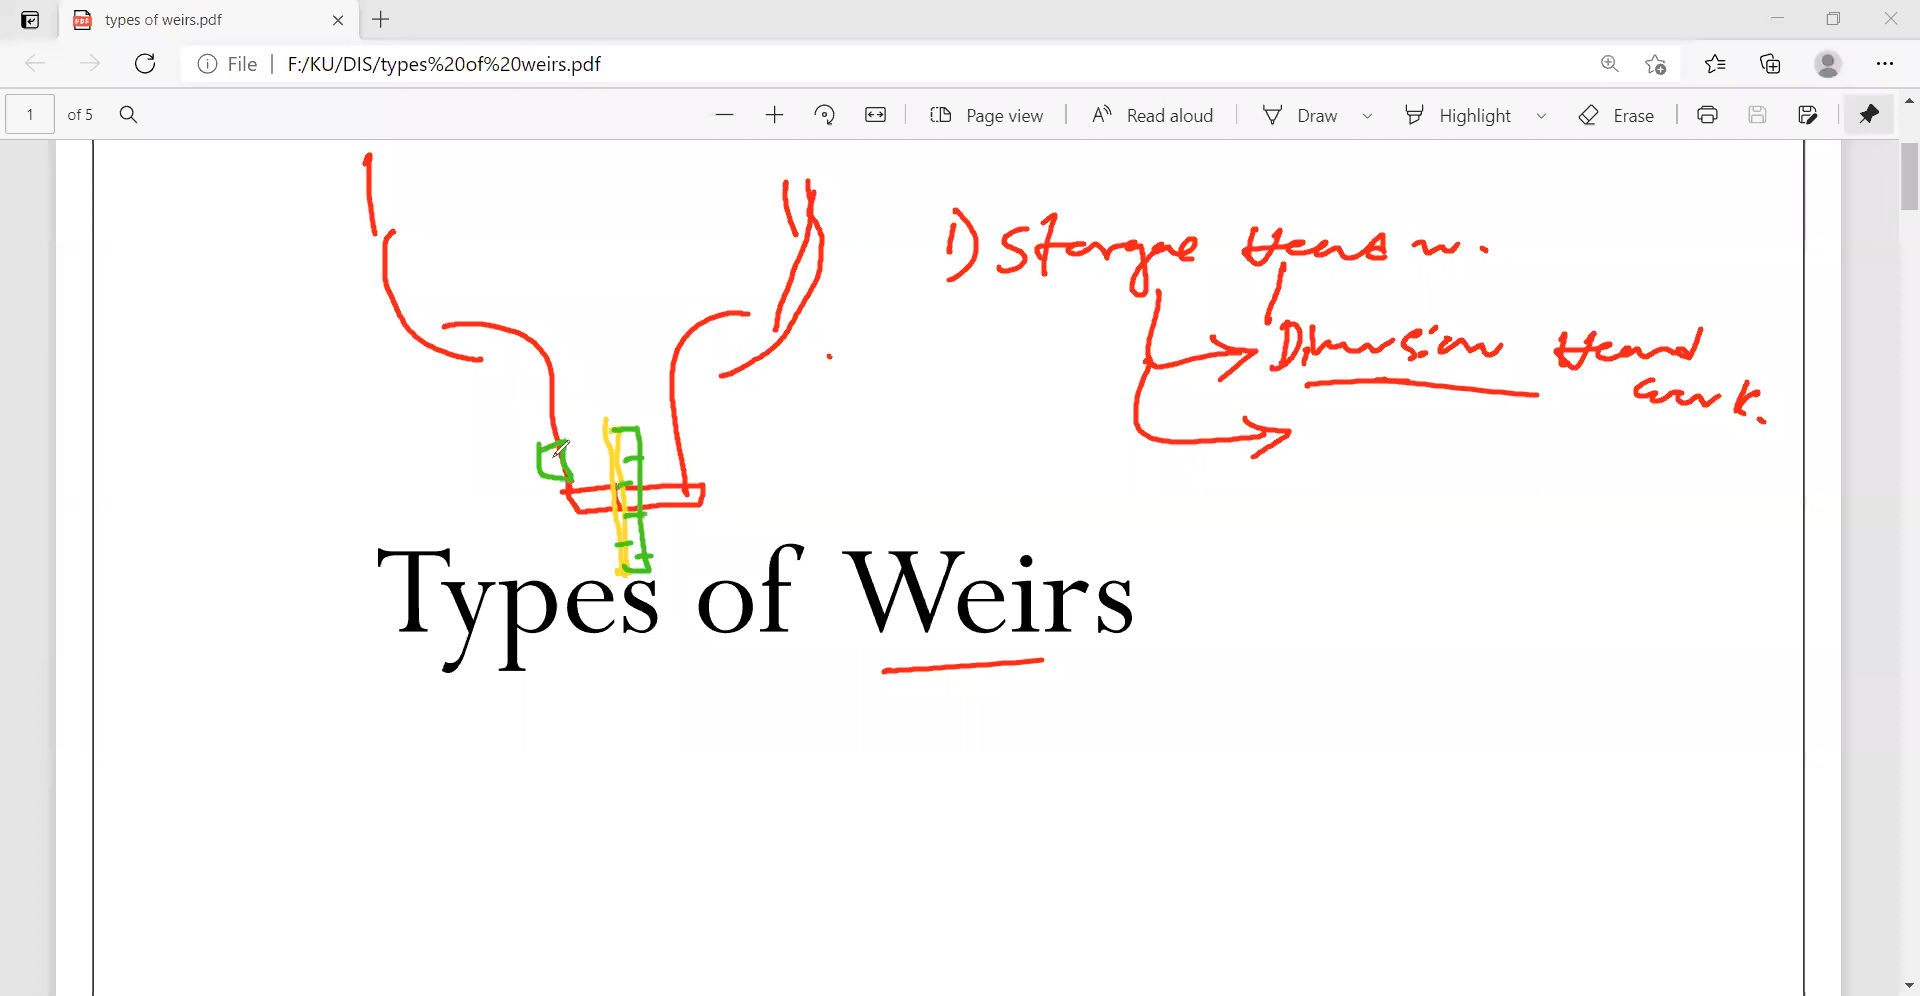 types of weirs.pdf
File F:/KU/DIS/types%20of%20weirs.pdf
1 of 5 Page view Read aloud Draw Highlight Erase
1) Storgae Head w.
Diversion Head
work.
Types of Weirs